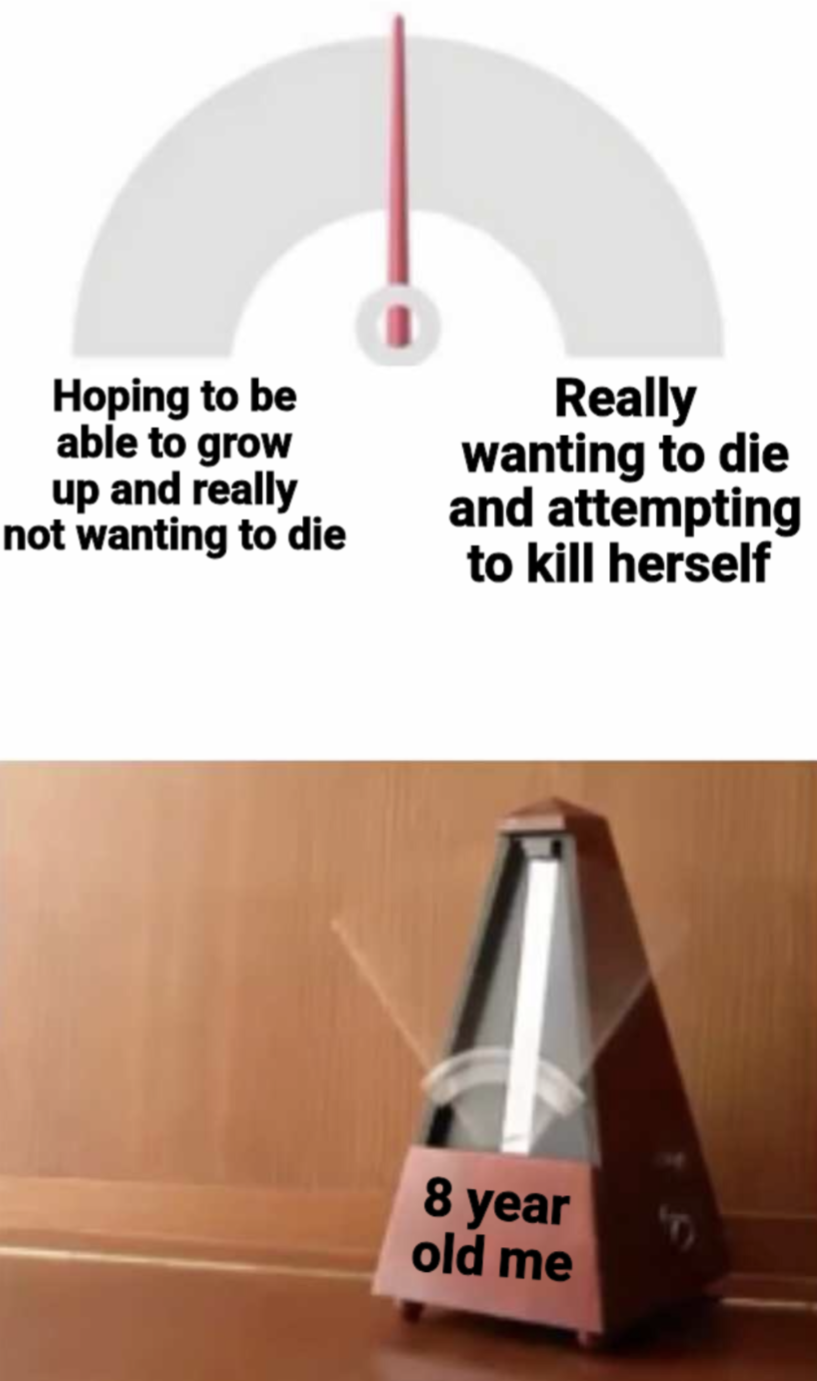 Hoping to be
able to grow
up and really
not wanting to die
Really
wanting to die
and attempting
to kill herself
8 year
old me